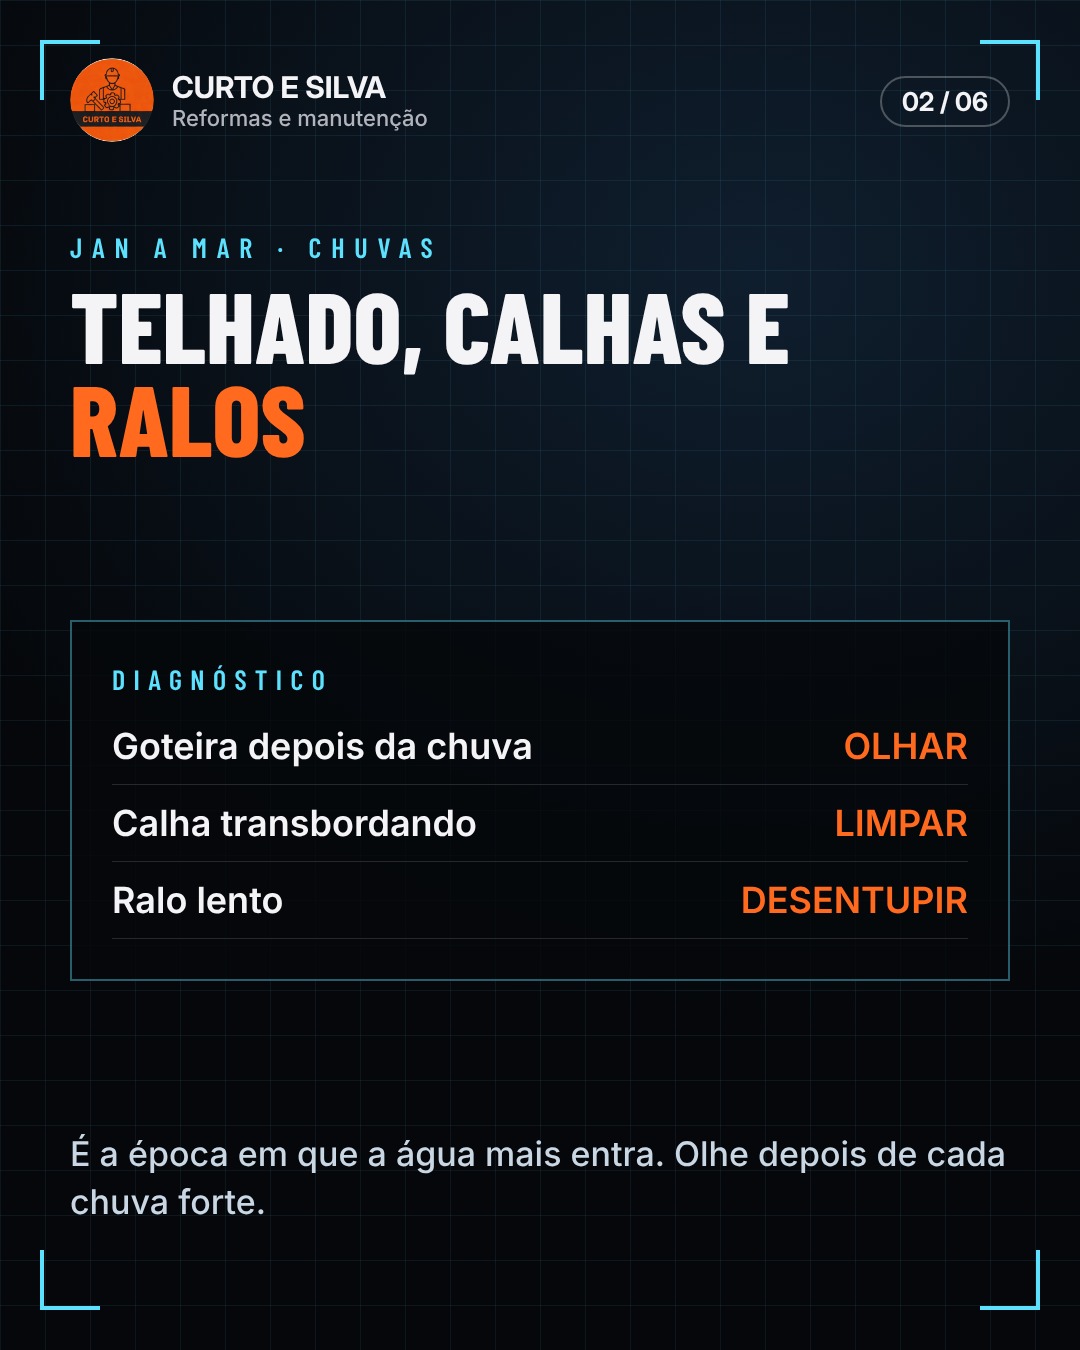 CURTO E SILVA
CURTO E SILVA
Reformas e manutenção
02 / 06
JAN A MAR · CHUVAS
TELHADO, CALHAS E
RALOS
DIAGNÓSTICO
Goteira depois da chuva OLHAR
Calha transbordando LIMPAR
Ralo lento DESENTUPIR
É a época em que a água mais entra. Olhe depois de cada
chuva forte.